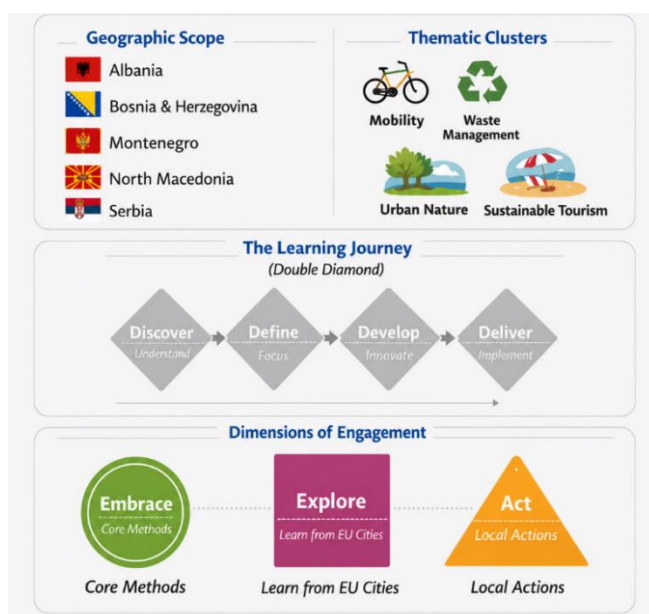 Geographic Scope
Albania
Bosnia & Herzegovina
Montenegro
North Macedonia
Serbia
Thematic Clusters
Mobility
Waste
Management
Urban Nature
Sustainable Tourism
The Learning Journey
(Double Diamond)
Discover
Understand
Define
Focus
Develop
Innovate
Deliver
Implement
Dimensions of Engagement
Embrace
Core Methods
Explore
Learn from EU Cities
Act
Local Actions
Core Methods
Learn from EU Cities
Local Actions